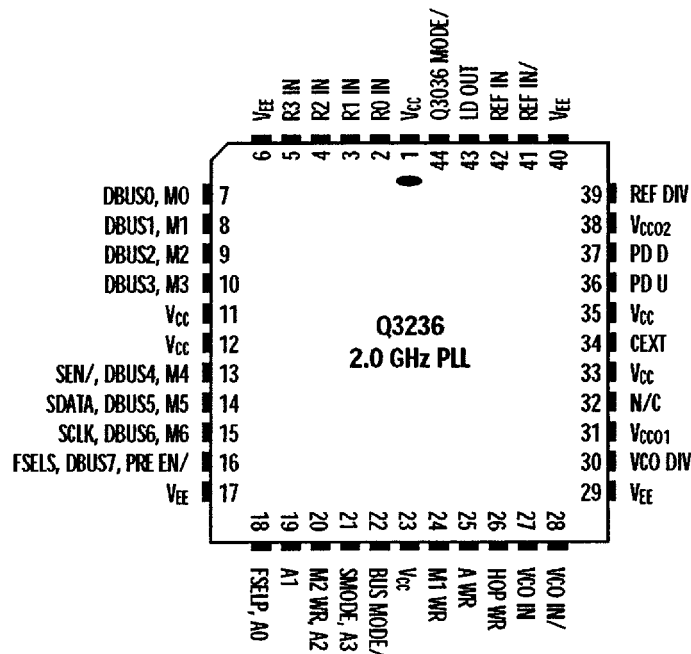 VEE
R3 IN
R2 IN
R1 IN
R0 IN
VCC
Q3036 MODE/
LD OUT
REF IN
REF IN/
VEE
6
5
4
3
2
1
44
43
42
41
40
DBUS0, M0 7
DBUS1, M1 8
DBUS2, M2 9
DBUS3, M3 10
VCC 11
VCC 12
SEN/, DBUS4, M4 13
SDATA, DBUS5, M5 14
SCLK, DBUS6, M6 15
FSELS, DBUS7, PRE EN/ 16
VEE 17
Q3236
2.0 GHz PLL
39 REF DIV
38 VCCO2
37 PD D
36 PD U
35 VCC
34 CEXT
33 VCC
32 N/C
31 VCCO1
30 VCO DIV
29 VEE
18
19
20
21
22
23
24
25
26
27
28
FSELP, A0
A1
M2 WR, A2
SMODE, A3
BUS MODE/
VCC
M1 WR
A WR
HOP WR
VCO IN
VCO IN/